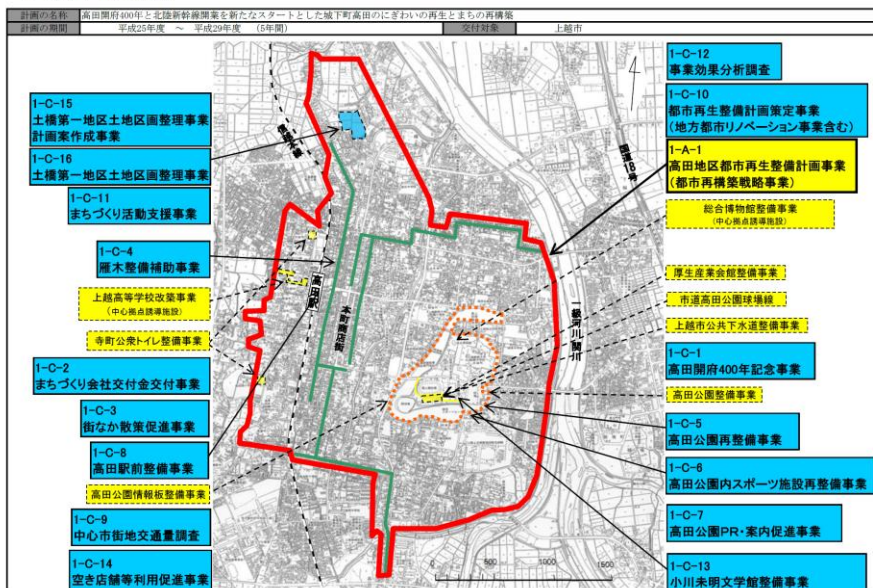 計画の名称 高田開府400年と北陸新幹線開業を新たなスタートとした城下町高田のにぎわいの再生とまちの再構築
計画の期間 平成25年度 ～ 平成29年度 （5年間） 交付対象 上越市
1-C-15
土橋第一地区土地区画整理事業
計画案作成事業
1-C-16
土橋第一地区土地区画整理事業
1-C-11
まちづくり活動支援事業
1-C-4
雁木整備補助事業
上越高等学校改築事業
（中心拠点誘導施設）
寺町公衆トイレ整備事業
1-C-2
まちづくり会社交付金交付事業
1-C-3
街なか散策促進事業
1-C-8
高田駅前整備事業
高田公園情報板整備事業
1-C-9
中心市街地交通量調査
1-C-14
空き店舗等利用促進事業
高田駅
本町商店街
国道18号
一級河川 関川
0 500 1000 1500
1-C-12
事業効果分析調査
1-C-10
都市再生整備計画策定事業
（地方都市リノベーション事業含む）
1-A-1
高田地区都市再生整備計画事業
（都市再構築戦略事業）
総合博物館整備事業
（中心拠点誘導施設）
厚生産業会館整備事業
市道高田公園球場線
上越市公共下水道整備事業
1-C-1
高田開府400年記念事業
高田公園整備事業
1-C-5
高田公園再整備事業
1-C-6
高田公園内スポーツ施設再整備事業
1-C-7
高田公園PR・案内促進事業
1-C-13
小川未明文学館整備事業